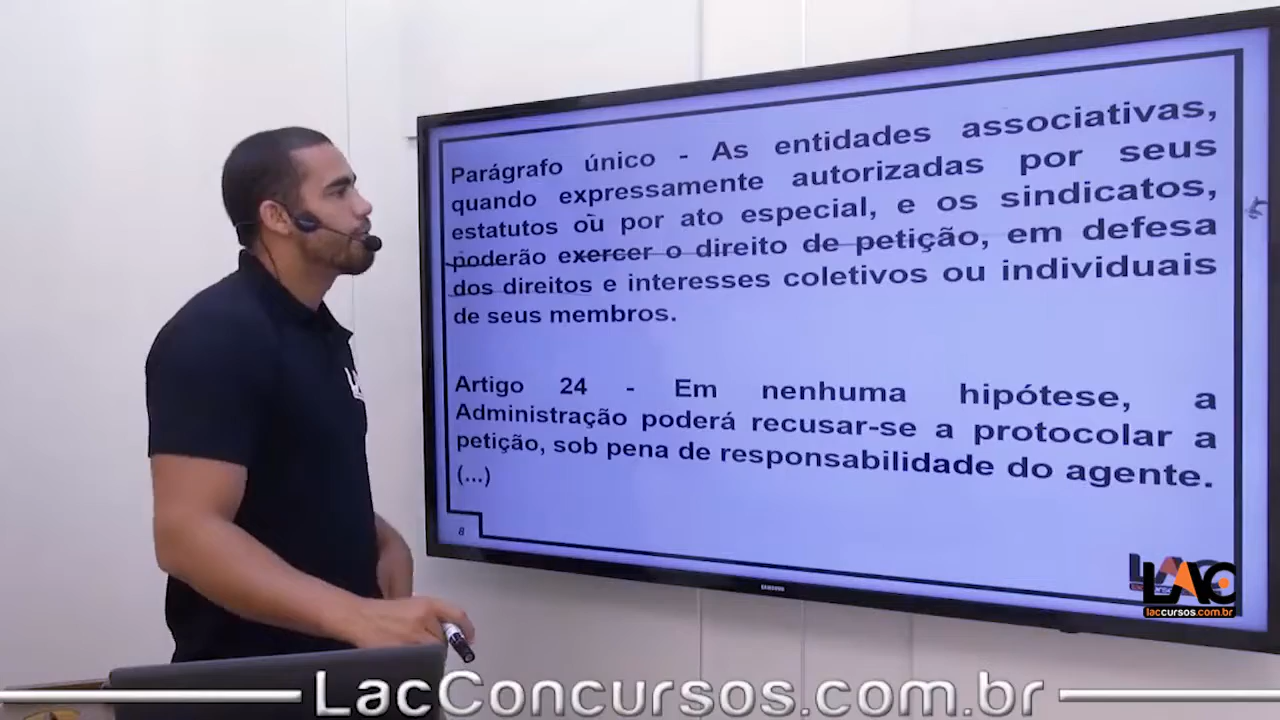 Parágrafo único - As entidades associativas,
quando expressamente autorizadas por seus
estatutos ou por ato especial, e os sindicatos,
poderão exercer o direito de petição, em defesa
dos direitos e interesses coletivos ou individuais
de seus membros.
Artigo 24 - Em nenhuma hipótese, a
Administração poderá recusar-se a protocolar a
petição, sob pena de responsabilidade do agente.
(...)
8
SAMSUNG
LAC
laccursos.com.br
LacConcursos.com.br